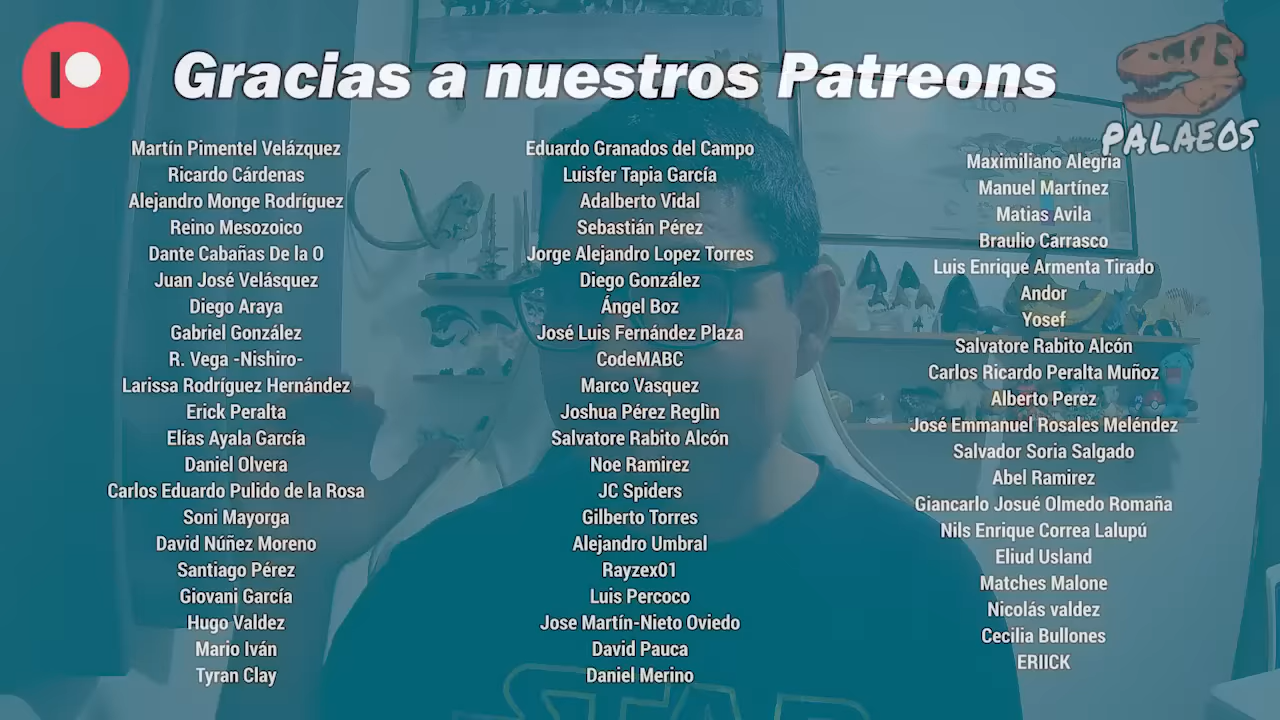 Gracias a nuestros Patreons
PALAEOS
Martín Pimentel Velázquez
Ricardo Cárdenas
Alejandro Monge Rodríguez
Reino Mesozoico
Dante Cabañas De la O
Juan José Velásquez
Diego Araya
Gabriel González
R. Vega -Nishiro-
Larissa Rodríguez Hernández
Erick Peralta
Elías Ayala García
Daniel Olvera
Carlos Eduardo Pulido de la Rosa
Soni Mayorga
David Núñez Moreno
Santiago Pérez
Giovani García
Hugo Valdez
Mario Iván
Tyran Clay
Eduardo Granados del Campo
Luisfer Tapia García
Adalberto Vidal
Sebastián Pérez
Jorge Alejandro Lopez Torres
Diego González
Ángel Boz
José Luis Fernández Plaza
CodeMABC
Marco Vasquez
Joshua Pérez Reglìn
Salvatore Rabito Alcón
Noe Ramirez
JC Spiders
Gilberto Torres
Alejandro Umbral
Rayzex01
Luis Percoco
Jose Martín-Nieto Oviedo
David Pauca
Daniel Merino
Maximiliano Alegria
Manuel Martínez
Matias Avila
Braulio Carrasco
Luis Enrique Armenta Tirado
Andor
Yosef
Salvatore Rabito Alcón
Carlos Ricardo Peralta Muñoz
Alberto Perez
José Emmanuel Rosales Meléndez
Salvador Soria Salgado
Abel Ramirez
Giancarlo Josué Olmedo Romaña
Nils Enrique Correa Lalupú
Eliud Usland
Matches Malone
Nicolás valdez
Cecilia Bullones
ERIICK
STAR